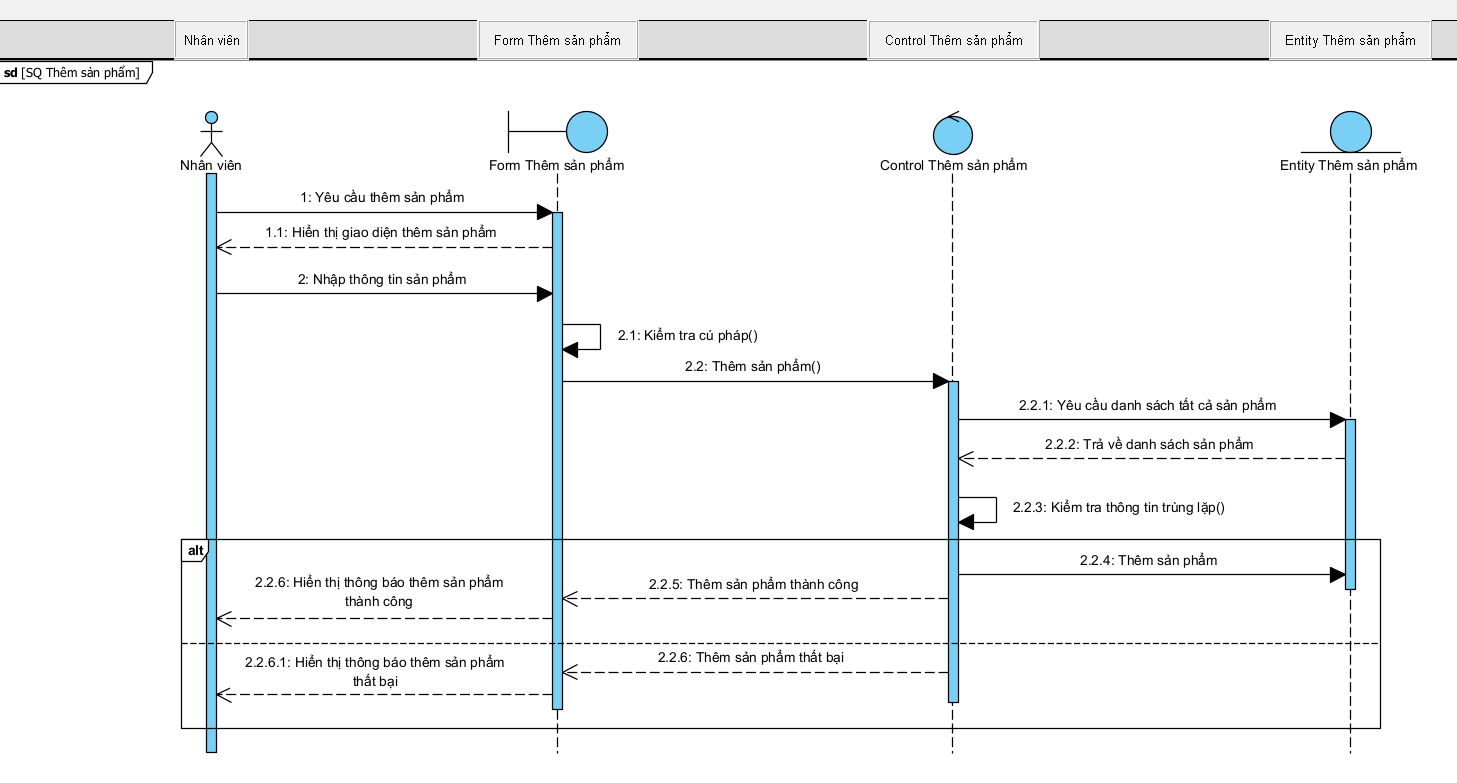 Nhân viên
Form Thêm sản phẩm
Control Thêm sản phẩm
Entity Thêm sản phẩm
sd [SQ Thêm sản phẩm]
Nhân viên
Form Thêm sản phẩm
Control Thêm sản phẩm
Entity Thêm sản phẩm
1: Yêu cầu thêm sản phẩm
1.1: Hiển thị giao diện thêm sản phẩm
2: Nhập thông tin sản phẩm
2.1: Kiểm tra cú pháp()
2.2: Thêm sản phẩm()
2.2.1: Yêu cầu danh sách tất cả sản phẩm
2.2.2: Trả về danh sách sản phẩm
2.2.3: Kiểm tra thông tin trùng lặp()
alt
2.2.4: Thêm sản phẩm
2.2.5: Thêm sản phẩm thành công
2.2.6: Hiển thị thông báo thêm sản phẩm
thành công
2.2.6: Thêm sản phẩm thất bại
2.2.6.1: Hiển thị thông báo thêm sản phẩm
thất bại